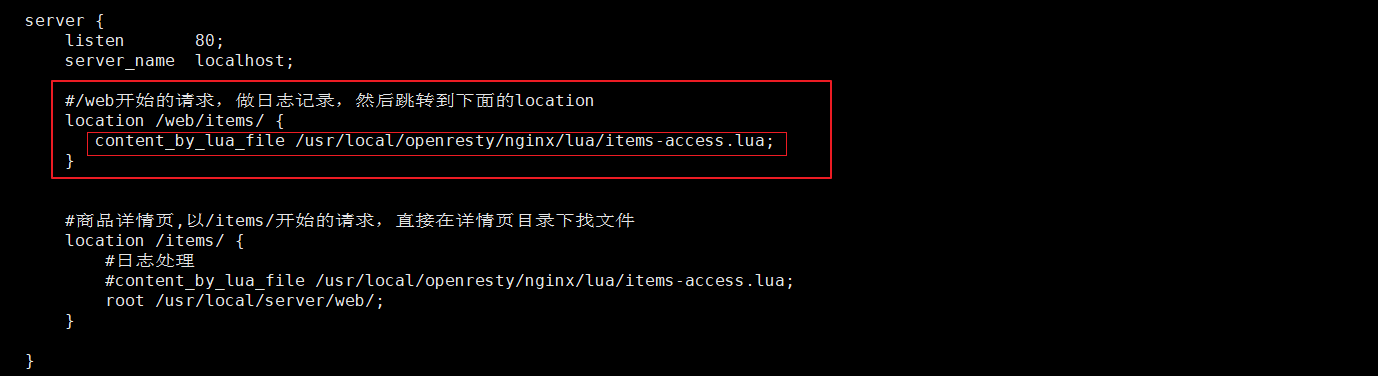 server {
    listen       80;
    server_name  localhost;
    #/web开始的请求，做日志记录，然后跳转到下面的location
    location /web/items/ {
       content_by_lua_file /usr/local/openresty/nginx/lua/items-access.lua;
    }
    #商品详情页,以/items/开始的请求，直接在详情页目录下找文件
    location /items/ {
        #日志处理
        #content_by_lua_file /usr/local/openresty/nginx/lua/items-access.lua;
        root /usr/local/server/web/;
    }
}